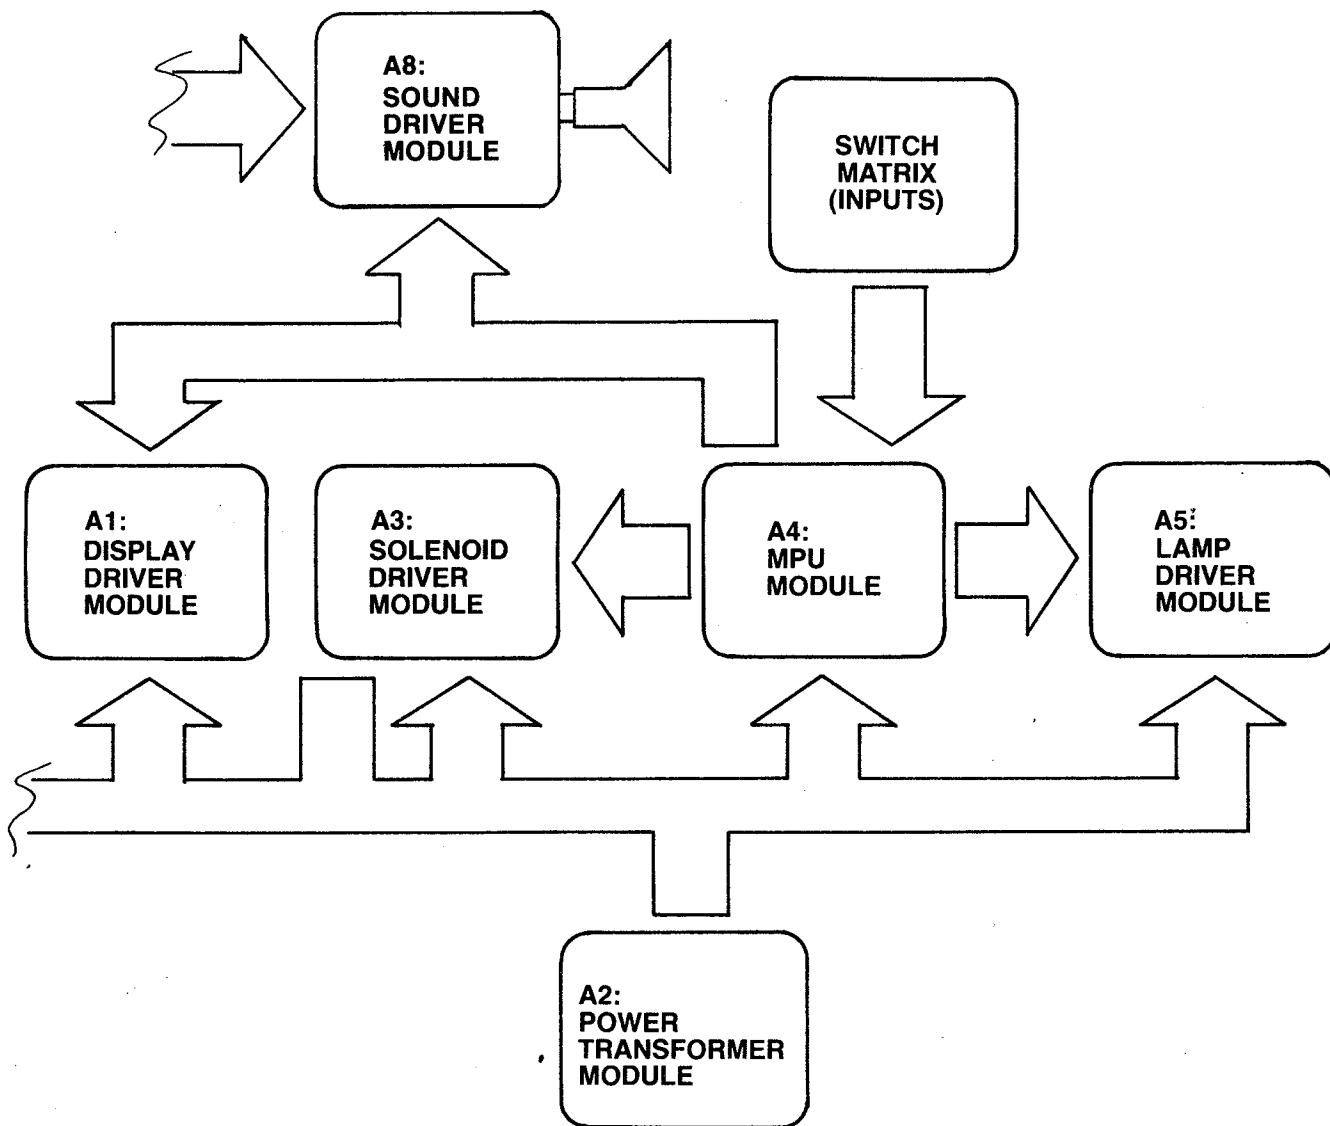 A8:
SOUND
DRIVER
MODULE
SWITCH
MATRIX
(INPUTS)
A1:
DISPLAY
DRIVER
MODULE
A3:
SOLENOID
DRIVER
MODULE
A4:
MPU
MODULE
A5:
LAMP
DRIVER
MODULE
A2:
POWER
TRANSFORMER
MODULE